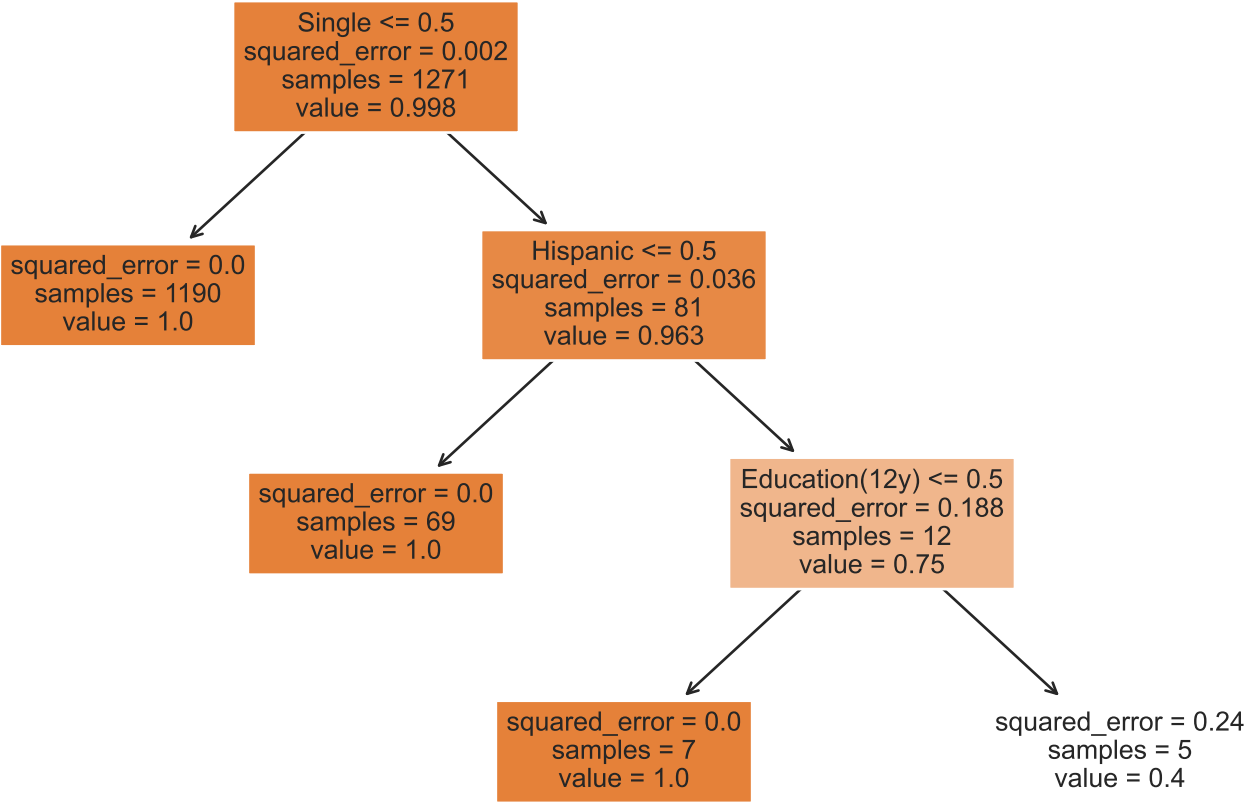 Single <= 0.5
squared_error = 0.002
samples = 1271
value = 0.998
squared_error = 0.0
samples = 1190
value = 1.0
Hispanic <= 0.5
squared_error = 0.036
samples = 81
value = 0.963
squared_error = 0.0
samples = 69
value = 1.0
Education(12y) <= 0.5
squared_error = 0.188
samples = 12
value = 0.75
squared_error = 0.0
samples = 7
value = 1.0
squared_error = 0.24
samples = 5
value = 0.4